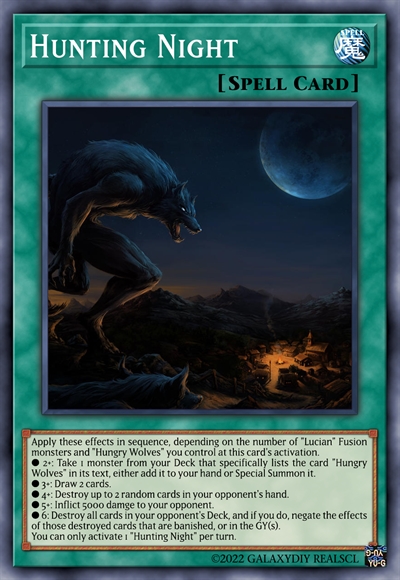 Hunting Night
SPELL
魔
[Spell Card]
Apply these effects in sequence, depending on the number of "Lucian" Fusion
monsters and "Hungry Wolves" you control at this card's activation.
● 2+: Take 1 monster from your Deck that specifically lists the card "Hungry
Wolves" in its text, either add it to your hand or Special Summon it.
● 3+: Draw 2 cards.
● 4+: Destroy up to 2 random cards in your opponent's hand.
● 5+: Inflict 5000 damage to your opponent.
● 6: Destroy all cards in your opponent's Deck, and if you do, negate the effects
of those destroyed cards that are banished, or in the GY(s).
You can only activate 1 "Hunting Night" per turn.
©2022 GALAXYDIY REALSCL
YU-G
YU-G